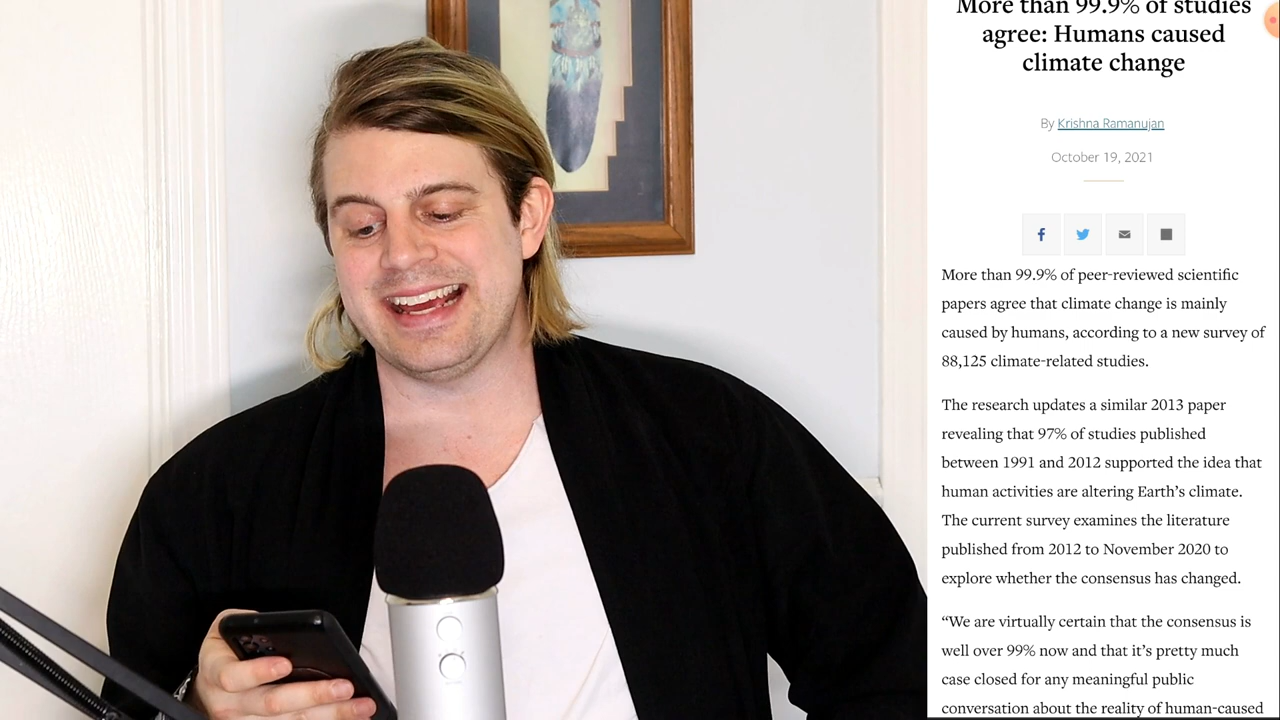 More than 99.9% of studies
agree: Humans caused
climate change
By Krishna Ramanujan
October 19, 2021
More than 99.9% of peer-reviewed scientific
papers agree that climate change is mainly
caused by humans, according to a new survey of
88,125 climate-related studies.
The research updates a similar 2013 paper
revealing that 97% of studies published
between 1991 and 2012 supported the idea that
human activities are altering Earth’s climate.
The current survey examines the literature
published from 2012 to November 2020 to
explore whether the consensus has changed.
“We are virtually certain that the consensus is
well over 99% now and that it’s pretty much
case closed for any meaningful public
conversation about the reality of human-caused